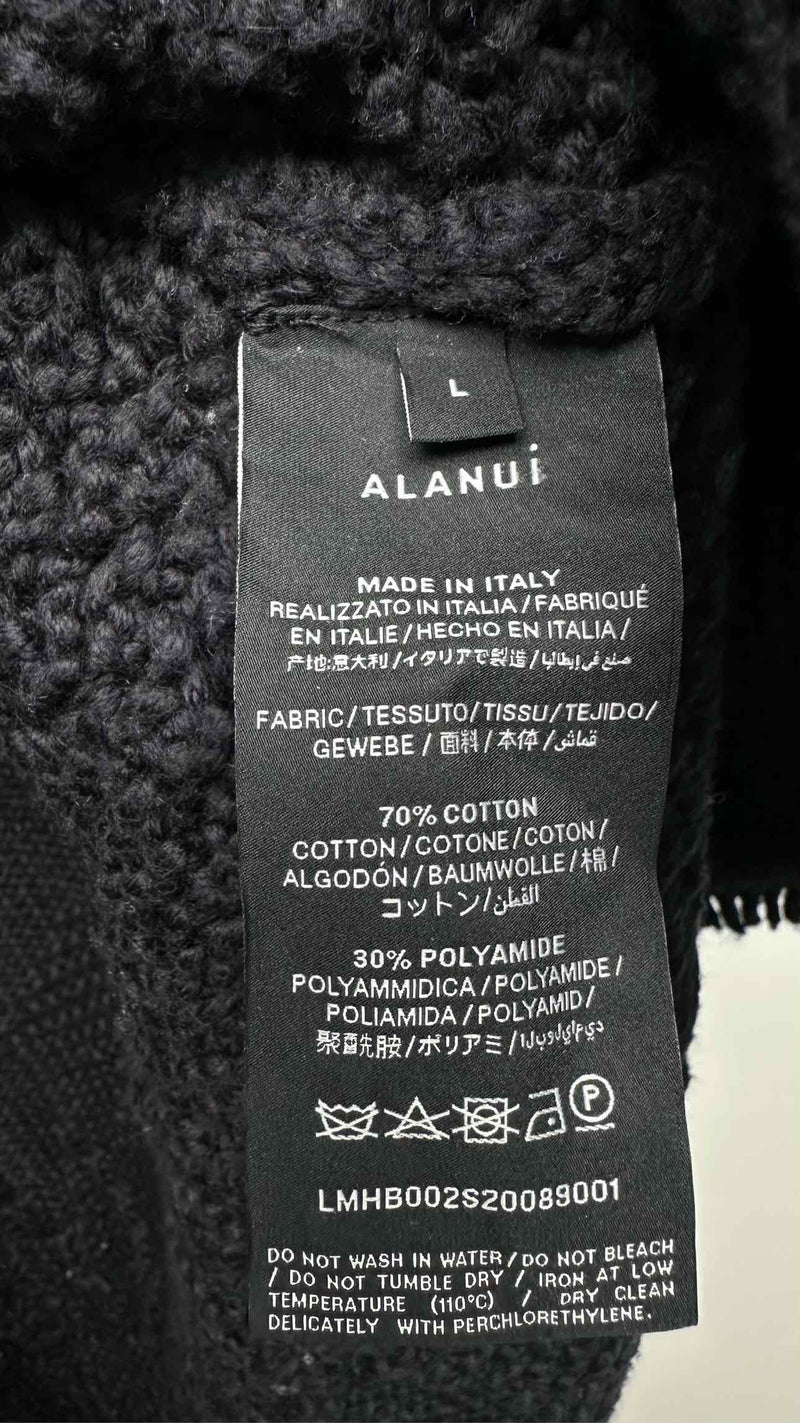 L
ALANUi
MADE IN ITALY
REALIZZATO IN ITALIA / FABRIQUÉ
EN ITALIE / HECHO EN ITALIA /
产地:意大利 / イタリアで製造 / صنع في إيطاليا
FABRIC / TESSUTO / TISSU / TEJIDO /
GEWEBE / 面料 / 本体 / قماش
70% COTTON
COTTON / COTONE / COTON /
ALGODÓN / BAUMWOLLE / 棉 /
コットン / القطن
30% POLYAMIDE
POLYAMMIDICA / POLYAMIDE /
POLIAMIDA / POLYAMID /
聚酰胺 / ポリアミ /
P
LMHB002S20089001
DO NOT WASH IN WATER / DO NOT BLEACH
/ DO NOT TUMBLE DRY / IRON AT LOW
TEMPERATURE (110°C) / DRY CLEAN
DELICATELY WITH PERCHLORETHYLENE.